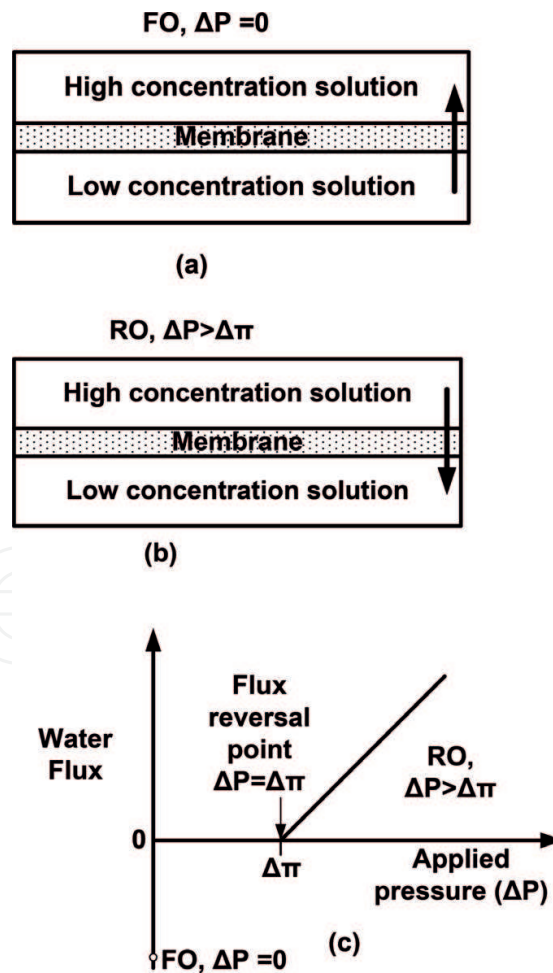 FO, ΔP =0
High concentration solution
Membrane
Low concentration solution
(a)
RO, ΔP>Δπ
High concentration solution
Membrane
Low concentration solution
(b)
Water
Flux
Flux
reversal
point
ΔP=Δπ
RO,
ΔP>Δπ
0
Δπ
Applied
pressure (ΔP)
FO, ΔP =0
(c)